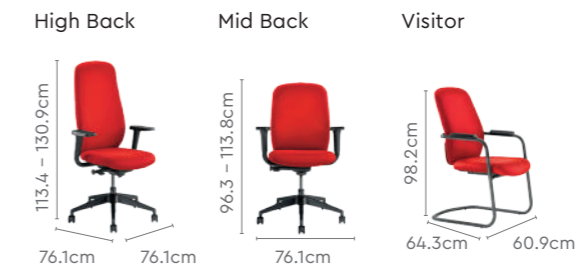 High Back
Mid Back
Visitor
113.4 – 130.9cm
96.3 – 113.8cm
98.2cm
76.1cm
76.1cm
76.1cm
64.3cm
60.9cm